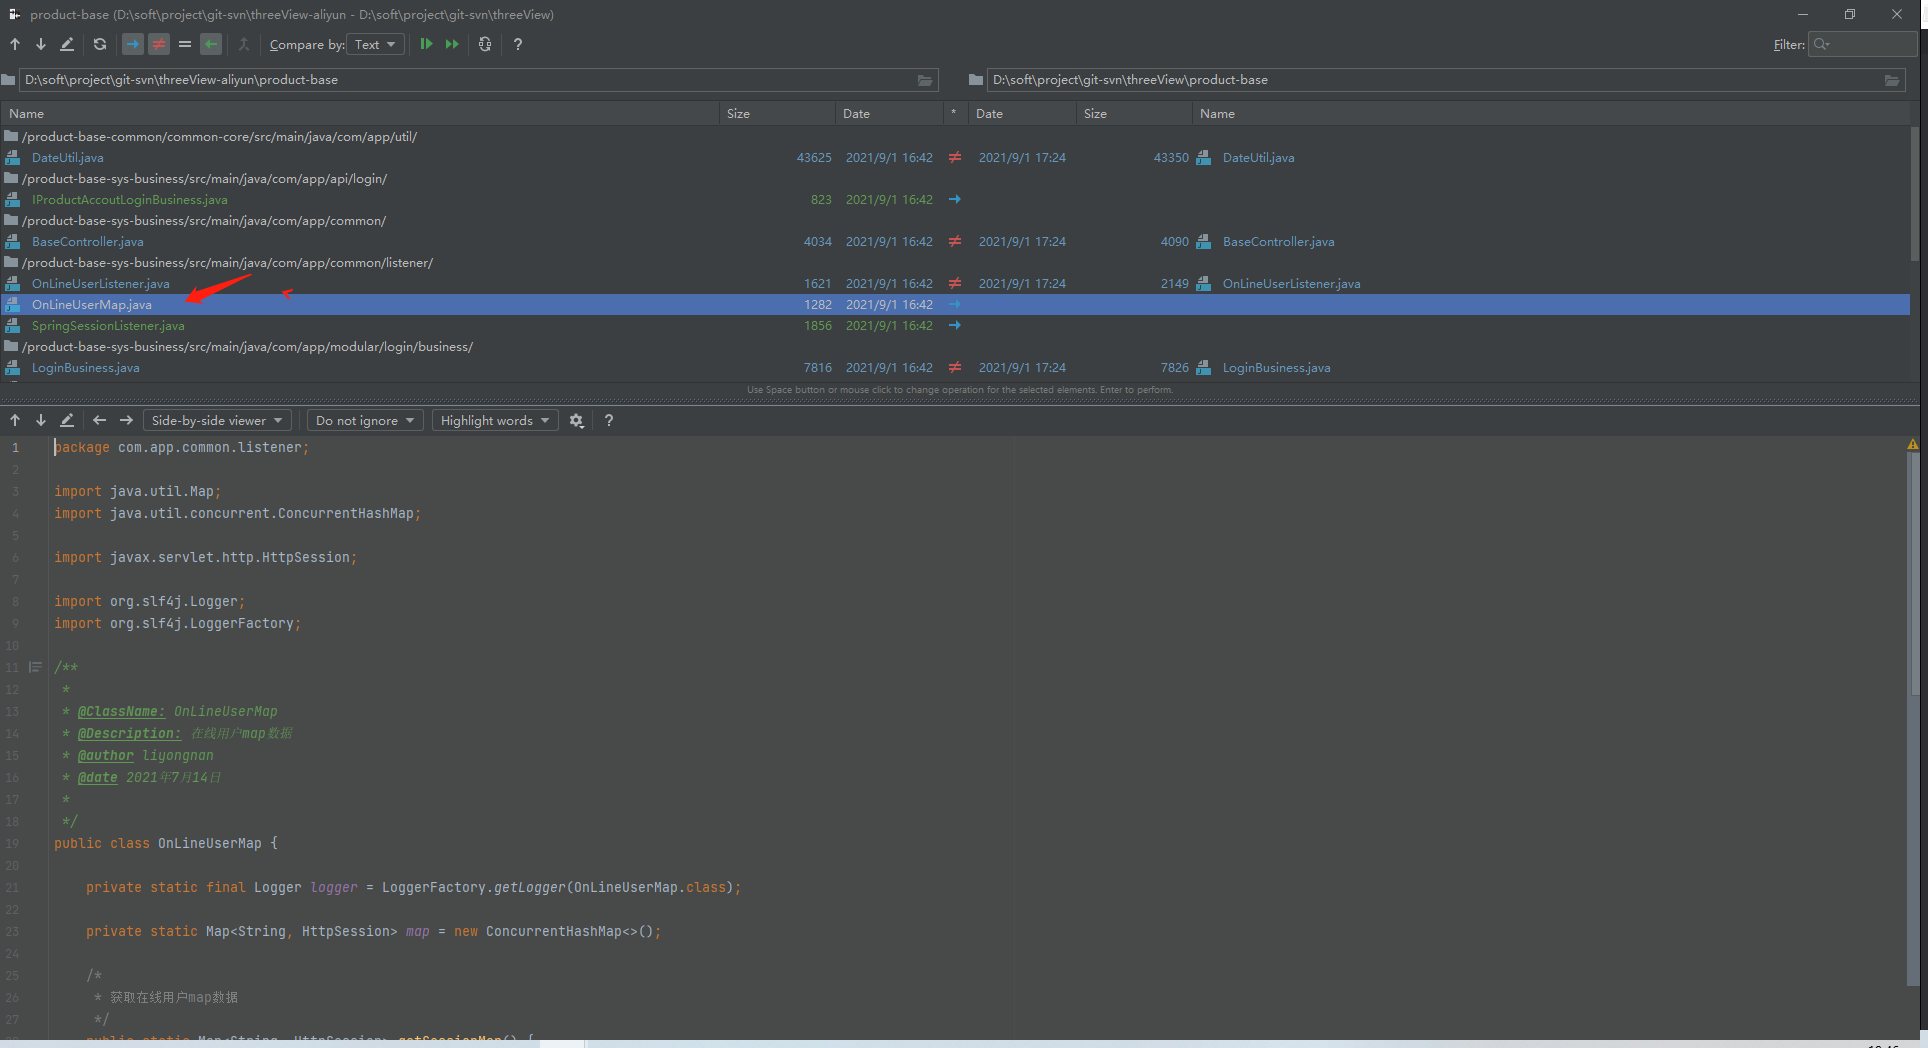 product-base (D:\soft\project\git-svn\threeView-aliyun - D:\soft\project\git-svn\threeView)
Compare by: Text ? Filter:
D:\soft\project\git-svn\threeView-aliyun\product-base D:\soft\project\git-svn\threeView\product-base
Name Size Date * Date Size Name
/product-base-common/common-core/src/main/java/com/app/util/
DateUtil.java 43625 2021/9/1 16:42 ≠ 2021/9/1 17:24 43350 DateUtil.java
/product-base-sys-business/src/main/java/com/app/api/login/
IProductAccoutLoginBusiness.java 823 2021/9/1 16:42 →
/product-base-sys-business/src/main/java/com/app/common/
BaseController.java 4034 2021/9/1 16:42 ≠ 2021/9/1 17:24 4090 BaseController.java
/product-base-sys-business/src/main/java/com/app/common/listener/
OnLineUserListener.java 1621 2021/9/1 16:42 ≠ 2021/9/1 17:24 2149 OnLineUserListener.java
OnLineUserMap.java 1282 2021/9/1 16:42 →
SpringSessionListener.java 1856 2021/9/1 16:42 →
/product-base-sys-business/src/main/java/com/app/modular/login/business/
LoginBusiness.java 7816 2021/9/1 16:42 ≠ 2021/9/1 17:24 7826 LoginBusiness.java
Use Space button or mouse click to change operation for the selected elements. Enter to perform.
Side-by-side viewer Do not ignore Highlight words ?
1 package com.app.common.listener;
2
3 import java.util.Map;
4 import java.util.concurrent.ConcurrentHashMap;
5
6 import javax.servlet.http.HttpSession;
7
8 import org.slf4j.Logger;
9 import org.slf4j.LoggerFactory;
10
11 /**
12 *
13 * @ClassName: OnLineUserMap
14 * @Description: 在线用户map数据
15 * @author liyongnan
16 * @date 2021年7月14日
17 *
18 */
19 public class OnLineUserMap {
20
21 private static final Logger logger = LoggerFactory.getLogger(OnLineUserMap.class);
22
23 private static Map<String, HttpSession> map = new ConcurrentHashMap<>();
24
25 /*
26 * 获取在线用户map数据
27 */
public static Map<String, HttpSession> getSessionMap() {